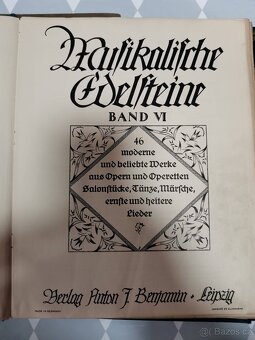 Musikalische
Edelsteine
BAND VI
46
moderne
und beliebte Werke
aus Opern und Operetten
Salonstücke, Tänze, Märsche,
ernste und heitere
Lieder
Verlag Anton J. Benjamin • Leipzig